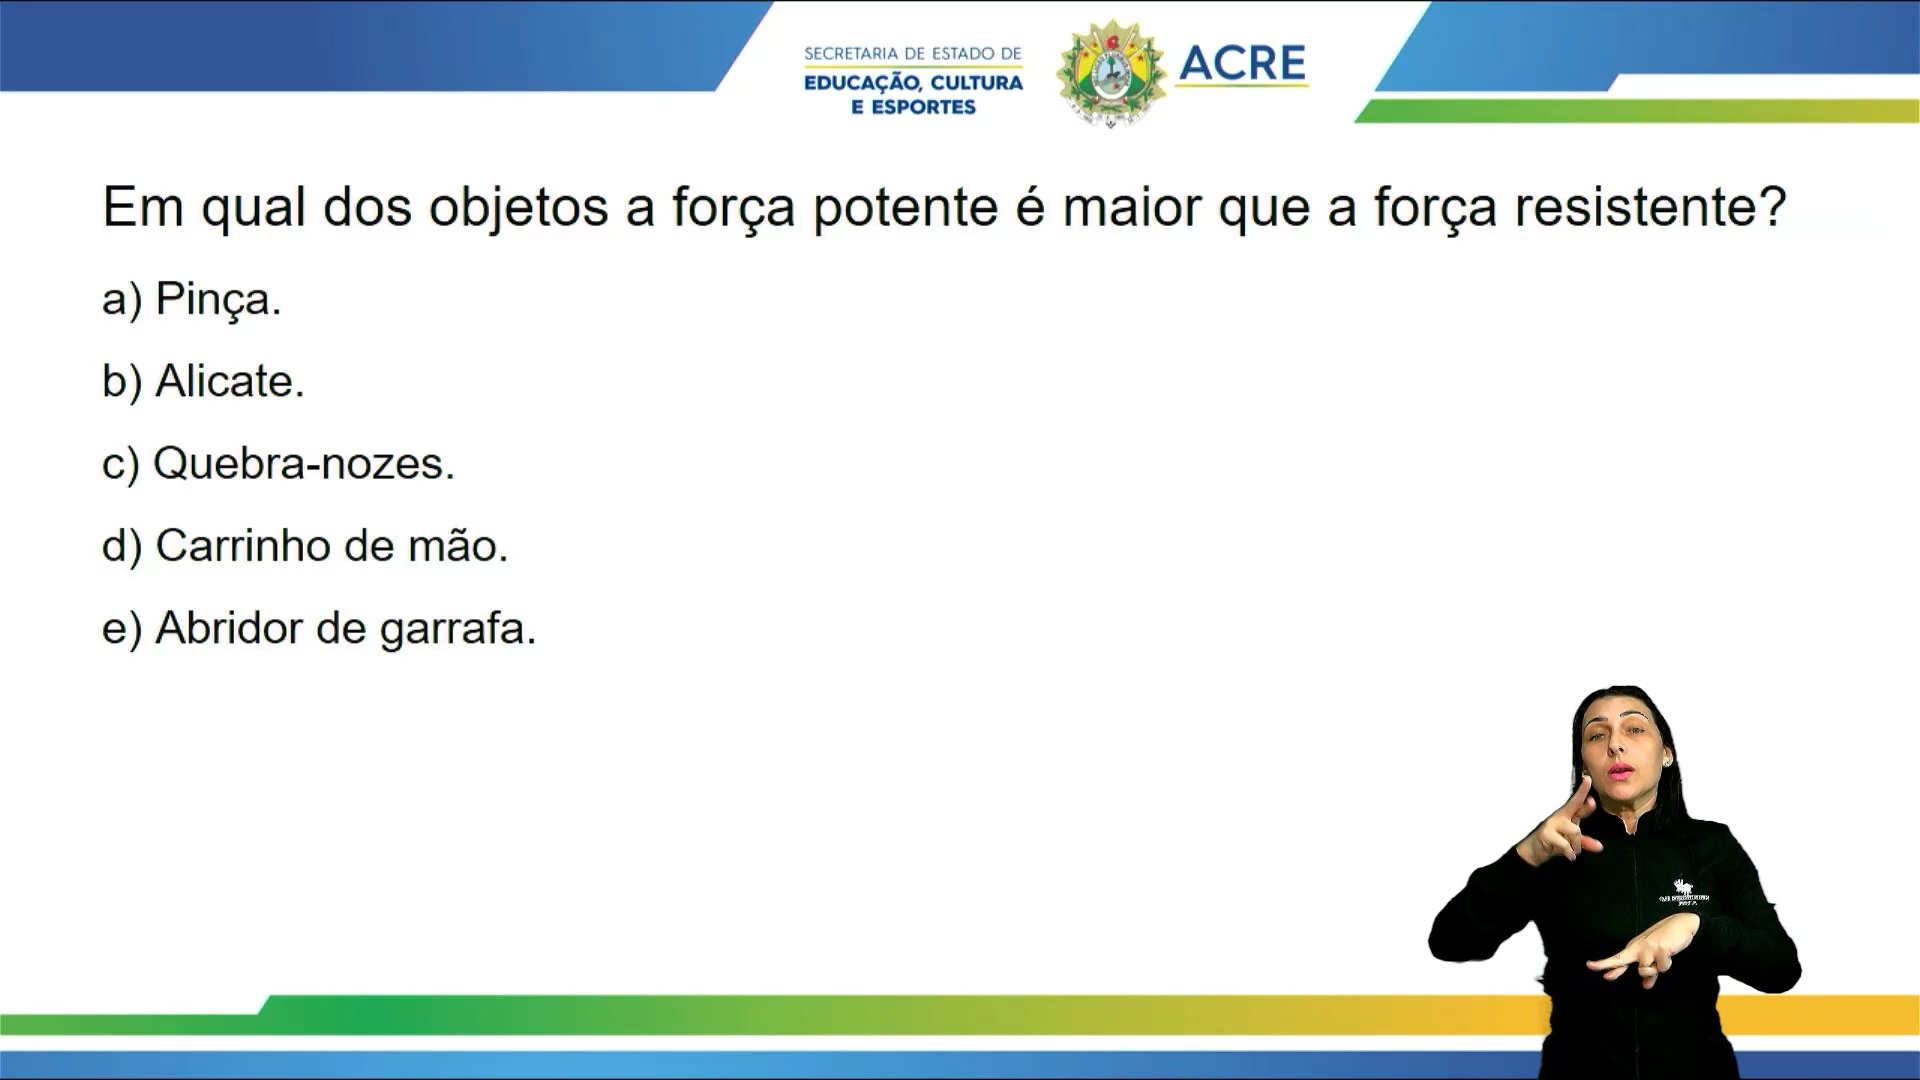 SECRETARIA DE ESTADO DE
EDUCAÇÃO, CULTURA
E ESPORTES
ACRE
Em qual dos objetos a força potente é maior que a força resistente?
a) Pinça.
b) Alicate.
c) Quebra-nozes.
d) Carrinho de mão.
e) Abridor de garrafa.